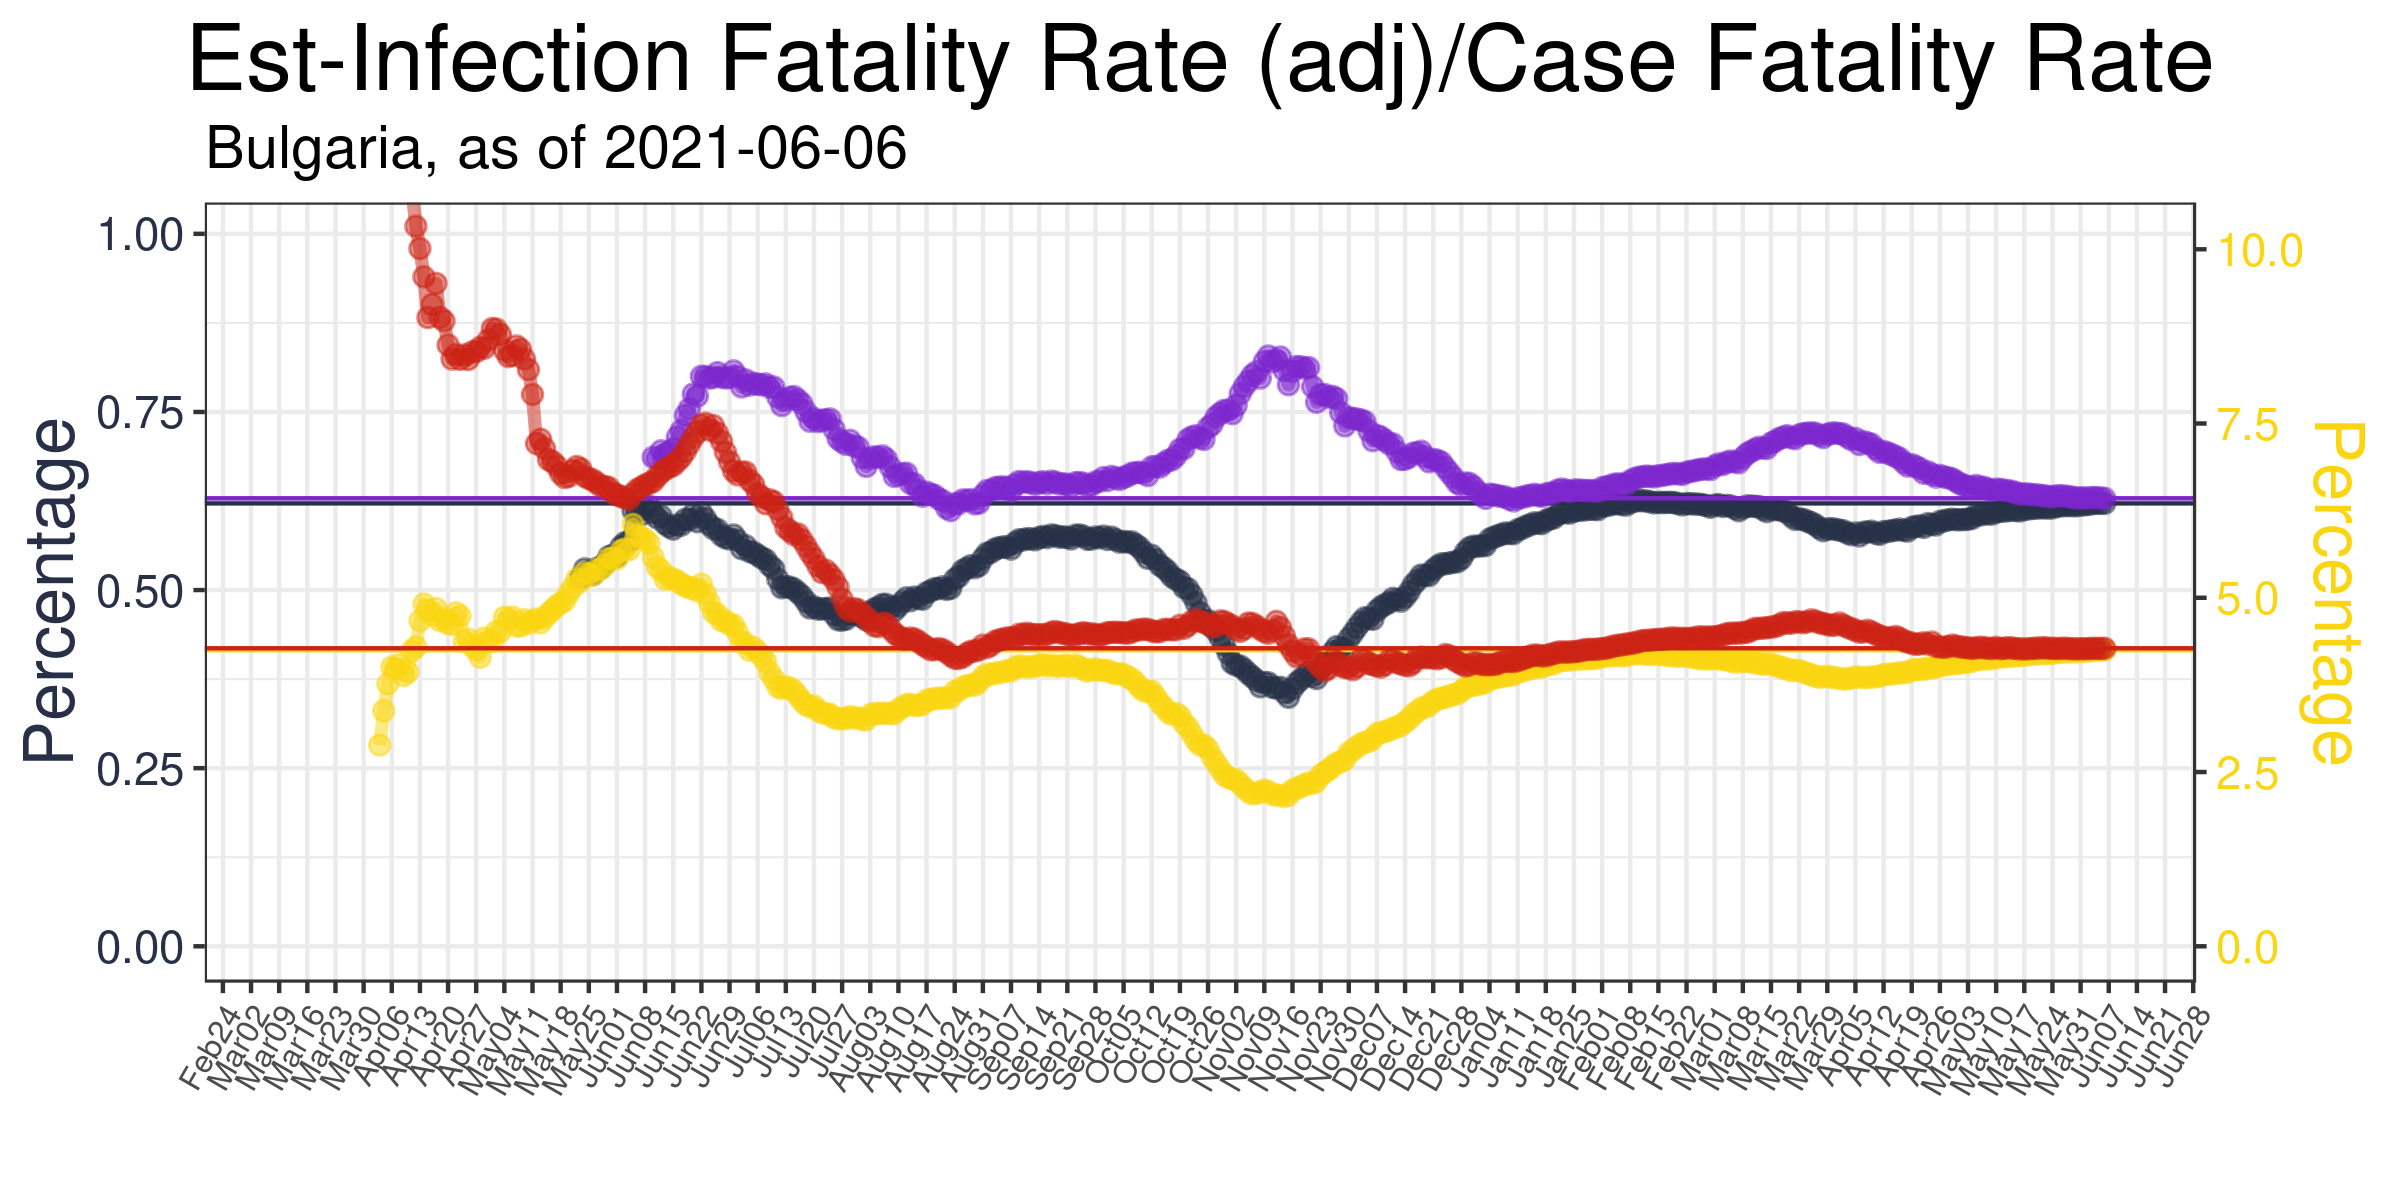 Est-Infection Fatality Rate (adj)/Case Fatality Rate
Bulgaria, as of 2021-06-06
Percentage
1.00
0.75
0.50
0.25
0.00
10.0
7.5
5.0
2.5
0.0
Percentage
Feb24
Mar02
Mar09
Mar16
Mar23
Mar30
Apr06
Apr13
Apr20
Apr27
May04
May11
May18
May25
Jun01
Jun08
Jun15
Jun22
Jun29
Jul06
Jul13
Jul20
Jul27
Aug03
Aug10
Aug17
Aug24
Aug31
Sep07
Sep14
Sep21
Sep28
Oct05
Oct12
Oct19
Oct26
Nov02
Nov09
Nov16
Nov23
Nov30
Dec07
Dec14
Dec21
Dec28
Jan04
Jan11
Jan18
Jan25
Feb01
Feb08
Feb15
Feb22
Mar01
Mar08
Mar15
Mar22
Mar29
Apr05
Apr12
Apr19
Apr26
May03
May10
May17
May24
May31
Jun07
Jun14
Jun21
Jun28